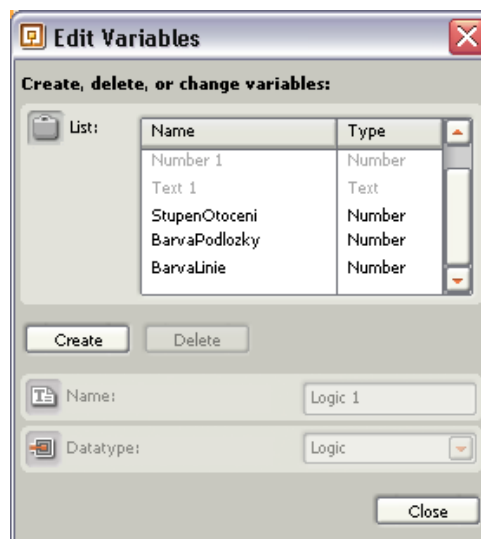 Edit Variables
Create, delete, or change variables:
List:
Name Type
Number 1 Number
Text 1 Text
StupenOtoceni Number
BarvaPodlozky Number
BarvaLinie Number
Create Delete
Name: Logic 1
Datatype: Logic
Close